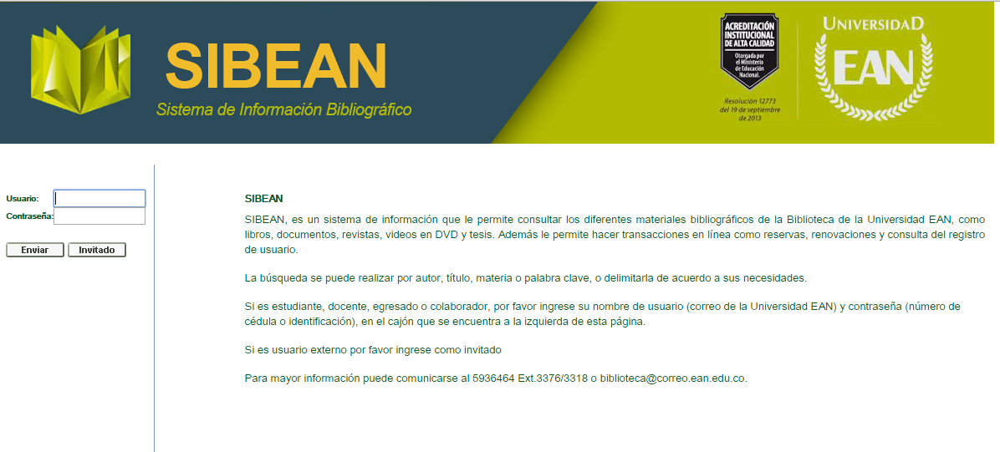 SIBEAN
Sistema de Información Bibliográfico
ACREDITACIÓN
INSTITUCIONAL
DE ALTA CALIDAD
Otorgada por
el Ministerio
de Educación
Nacional.
Resolución 12773
del 19 de septiembre
de 2013
UNIVERSIDAD
EAN
Usuario:
Contraseña:
Enviar Invitado
SIBEAN
SIBEAN, es un sistema de información que le permite consultar los diferentes materiales bibliográficos de la Biblioteca de la Universidad EAN, como
libros, documentos, revistas, videos en DVD y tesis. Además le permite hacer transacciones en línea como reservas, renovaciones y consulta del registro
de usuario.
La búsqueda se puede realizar por autor, título, materia o palabra clave, o delimitarla de acuerdo a sus necesidades.
Si es estudiante, docente, egresado o colaborador, por favor ingrese su nombre de usuario (correo de la Universidad EAN) y contraseña (número de
cédula o identificación), en el cajón que se encuentra a la izquierda de esta página.
Si es usuario externo por favor ingrese como invitado
Para mayor información puede comunicarse al 5936464 Ext.3376/3318 o biblioteca@correo.ean.edu.co.